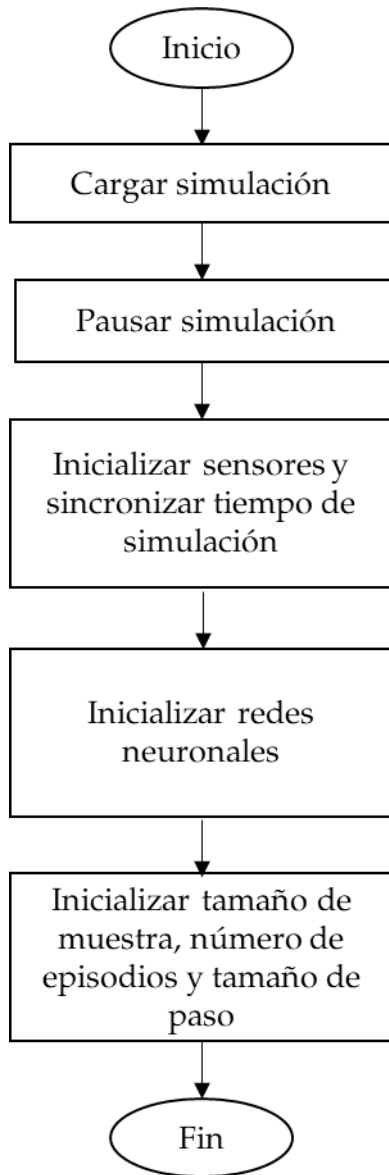 Inicio
Cargar simulación
Pausar simulación
Inicializar sensores y
sincronizar tiempo de
simulación
Inicializar redes
neuronales
Inicializar tamaño de
muestra, número de
episodios y tamaño de
paso
Fin